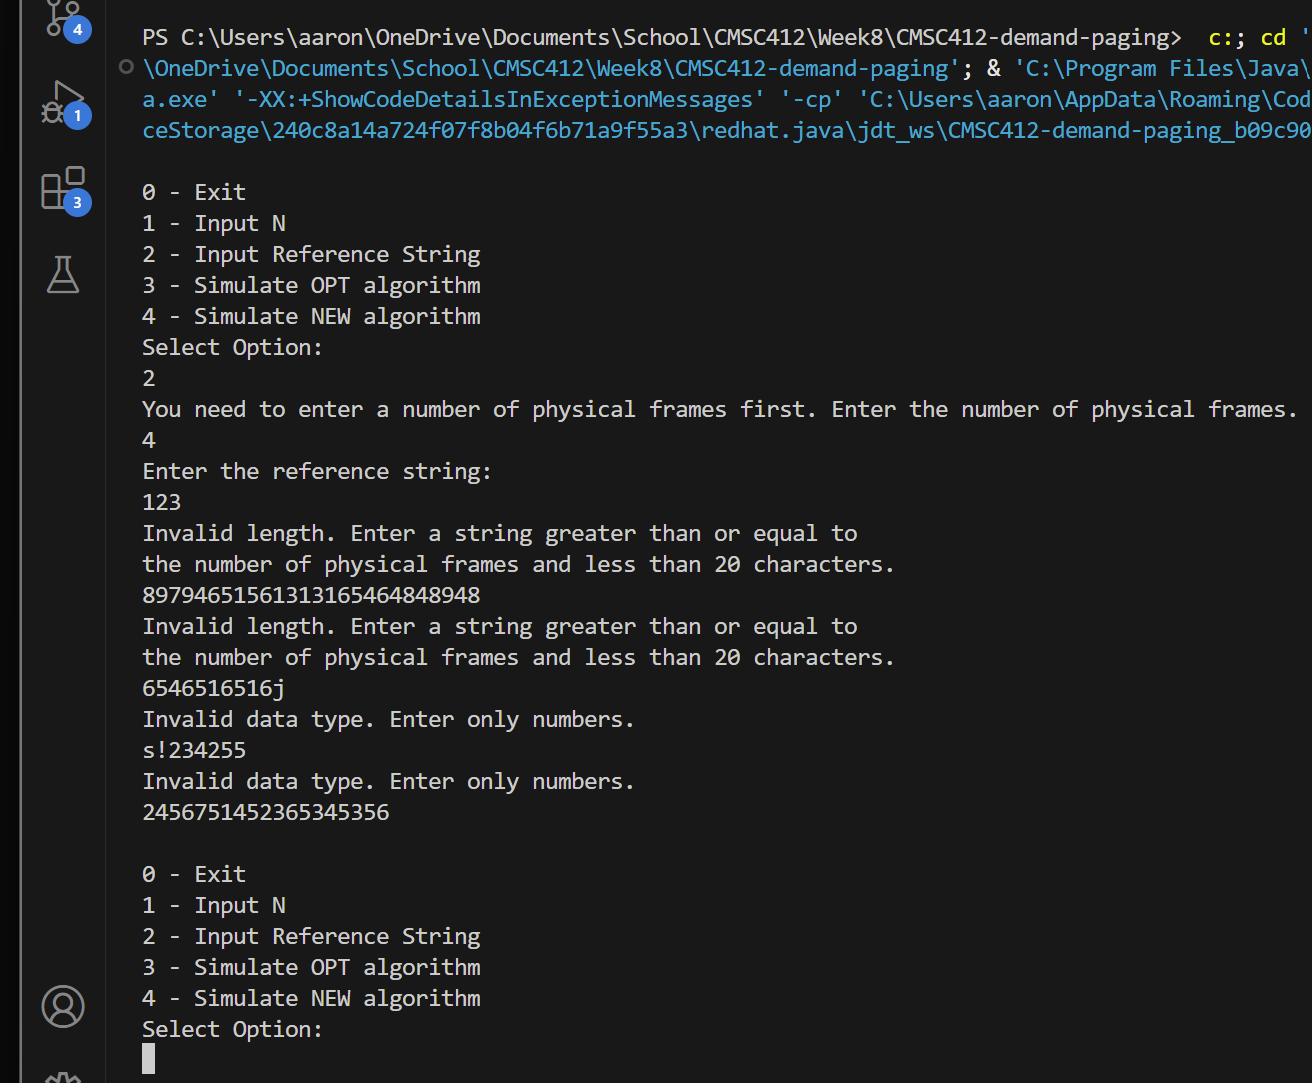 4
1
3
PS C:\Users\aaron\OneDrive\Documents\School\CMSC412\Week8\CMSC412-demand-paging>  c:; cd '
\OneDrive\Documents\School\CMSC412\Week8\CMSC412-demand-paging'; & 'C:\Program Files\Java\
a.exe' '-XX:+ShowCodeDetailsInExceptionMessages' '-cp' 'C:\Users\aaron\AppData\Roaming\Cod
ceStorage\240c8a14a724f07f8b04f6b71a9f55a3\redhat.java\jdt_ws\CMSC412-demand-paging_b09c90
0 - Exit
1 - Input N
2 - Input Reference String
3 - Simulate OPT algorithm
4 - Simulate NEW algorithm
Select Option:
2
You need to enter a number of physical frames first. Enter the number of physical frames.
4
Enter the reference string:
123
Invalid length. Enter a string greater than or equal to
the number of physical frames and less than 20 characters.
89794651561313165464848948
Invalid length. Enter a string greater than or equal to
the number of physical frames and less than 20 characters.
6546516516j
Invalid data type. Enter only numbers.
s!234255
Invalid data type. Enter only numbers.
2456751452365345356
0 - Exit
1 - Input N
2 - Input Reference String
3 - Simulate OPT algorithm
4 - Simulate NEW algorithm
Select Option: